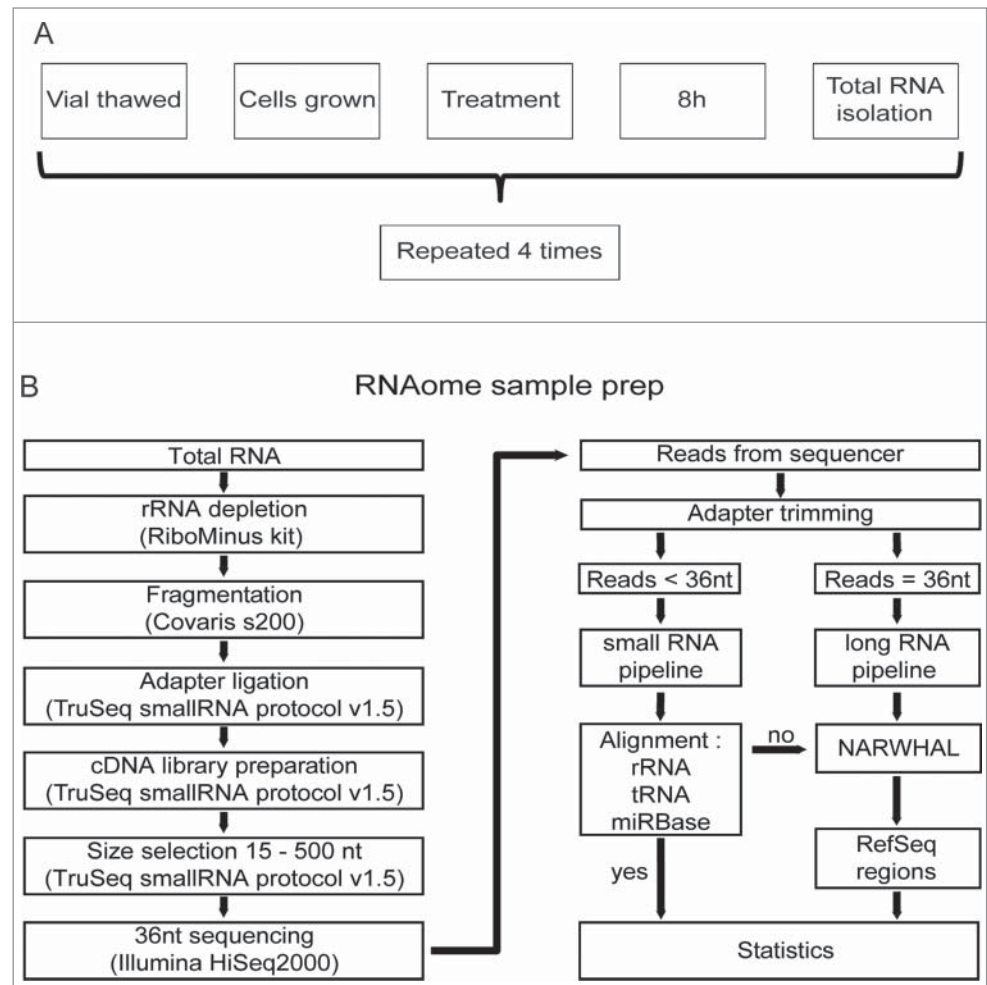 A
Vial thawed
Cells grown
Treatment
8h
Total RNA
isolation
Repeated 4 times
B
RNAome sample prep
Total RNA
rRNA depletion
(RiboMinus kit)
Fragmentation
(Covaris s200)
Adapter ligation
(TruSeq smallRNA protocol v1.5)
cDNA library preparation
(TruSeq smallRNA protocol v1.5)
Size selection 15 - 500 nt
(TruSeq smallRNA protocol v1.5)
36nt sequencing
(Illumina HiSeq2000)
Reads from sequencer
Adapter trimming
Reads < 36nt
Reads = 36nt
small RNA
pipeline
long RNA
pipeline
Alignment :
rRNA
tRNA
miRBase
no
NARWHAL
yes
RefSeq
regions
Statistics